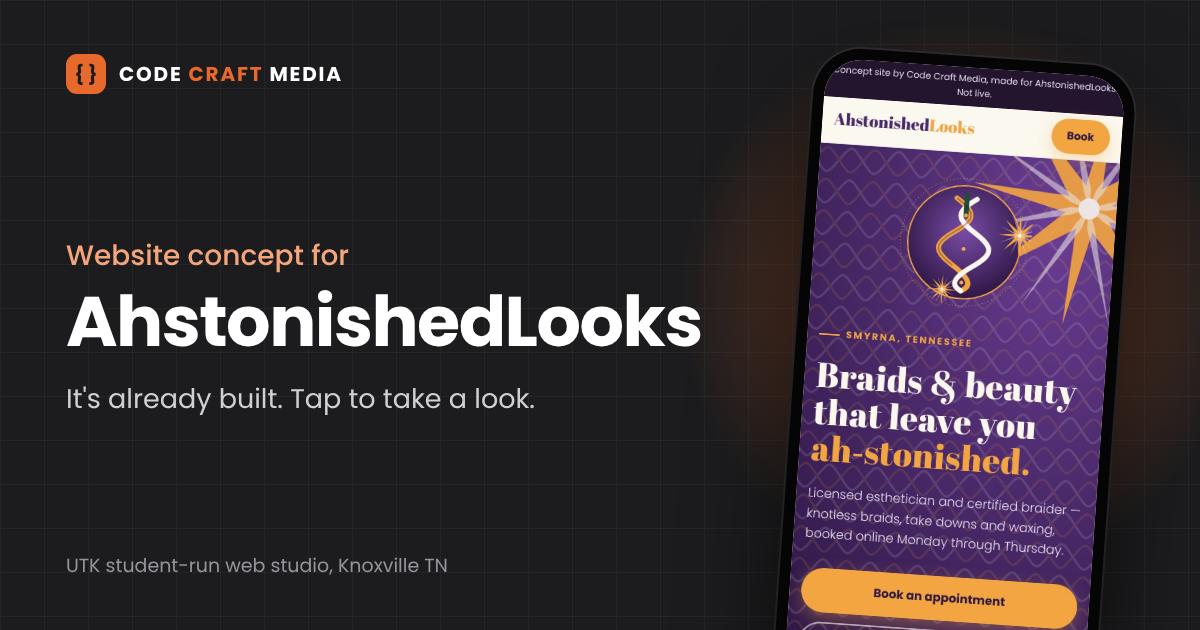 { } CODE CRAFT MEDIA
Website concept for
AhstonishedLooks
It's already built. Tap to take a look.
UTK student-run web studio, Knoxville TN
Concept site by Code Craft Media, made for AhstonishedLooks.
Not live.
AhstonishedLooks
Book
SMYRNA, TENNESSEE
Braids & beauty
that leave you
ah-stonished.
Licensed esthetician and certified braider —
knotless braids, take downs and waxing,
booked online Monday through Thursday.
Book an appointment